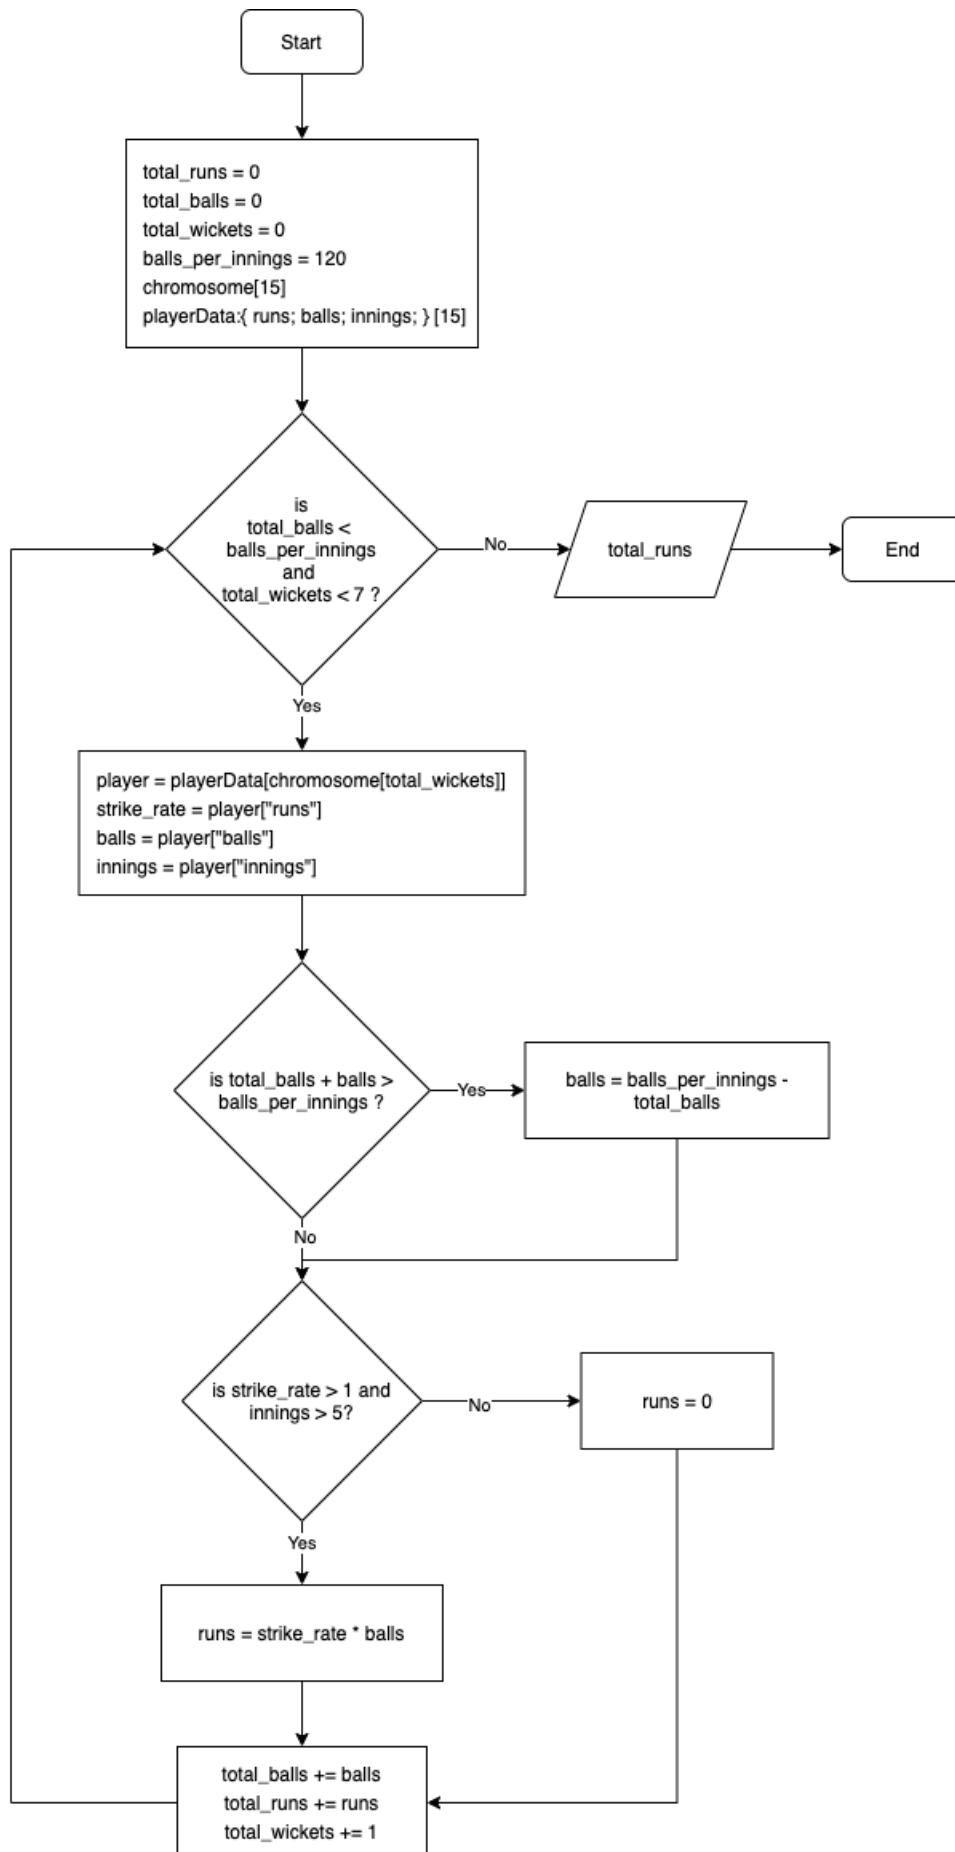 Start
total_runs = 0
total_balls = 0
total_wickets = 0
balls_per_innings = 120
chromosome[15]
playerData:{ runs; balls; innings; } [15]
is
total_balls <
balls_per_innings
and
total_wickets < 7 ?
No
total_runs
End
Yes
player = playerData[chromosome[total_wickets]]
strike_rate = player["runs"]
balls = player["balls"]
innings = player["innings"]
is total_balls + balls >
balls_per_innings ?
Yes
balls = balls_per_innings -
total_balls
No
is strike_rate > 1 and
innings > 5?
No
runs = 0
Yes
runs = strike_rate * balls
total_balls += balls
total_runs += runs
total_wickets += 1